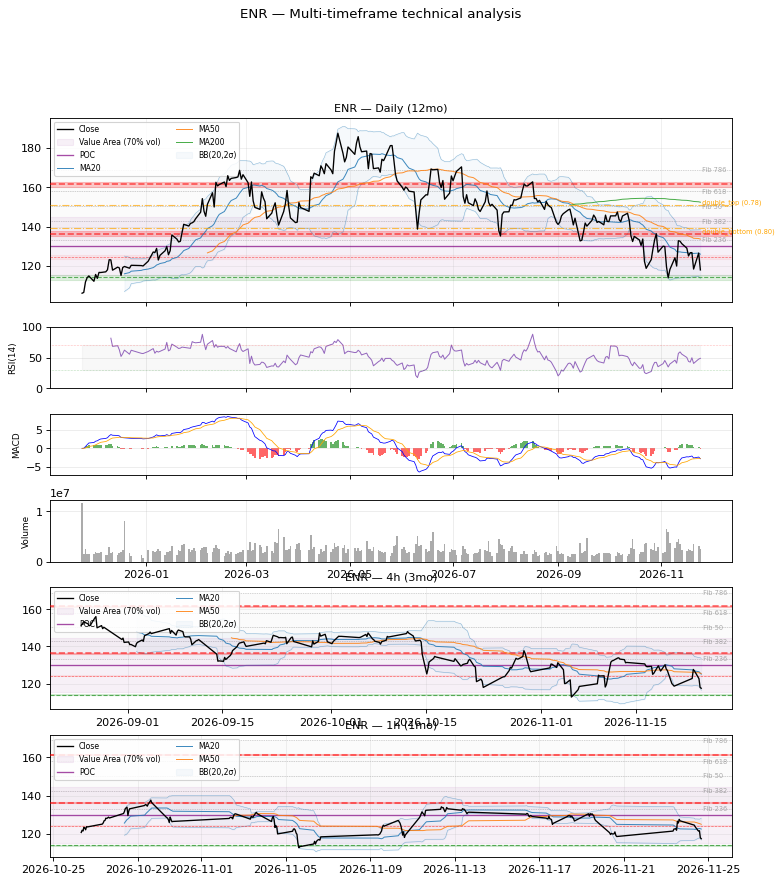 ENR — Multi-timeframe technical analysis
ENR — Daily (12mo)
Close
Value Area (70% vol)
POC
MA20
MA50
MA200
BB(20,2σ)
180
160
140
120
Fib 786
Fib 618
double_top (0.78)
Fib 50
Fib 382
double_bottom (0.80)
Fib 236
100
50
0
RSI(14)
5
0
−5
MACD
1e7
1
0
Volume
2026-01
2026-03
2026-05
2026-07
2026-09
2026-11
ENR — 4h (3mo)
Close
Value Area (70% vol)
POC
MA20
MA50
BB(20,2σ)
160
140
120
Fib 786
Fib 618
Fib 50
Fib 382
Fib 236
2026-09-01
2026-09-15
2026-10-01
2026-10-15
2026-11-01
2026-11-15
ENR — 1h (1mo)
Close
Value Area (70% vol)
POC
MA20
MA50
BB(20,2σ)
160
140
120
Fib 786
Fib 618
Fib 50
Fib 382
Fib 236
2026-10-25
2026-10-29
2026-11-01
2026-11-05
2026-11-09
2026-11-13
2026-11-17
2026-11-21
2026-11-25